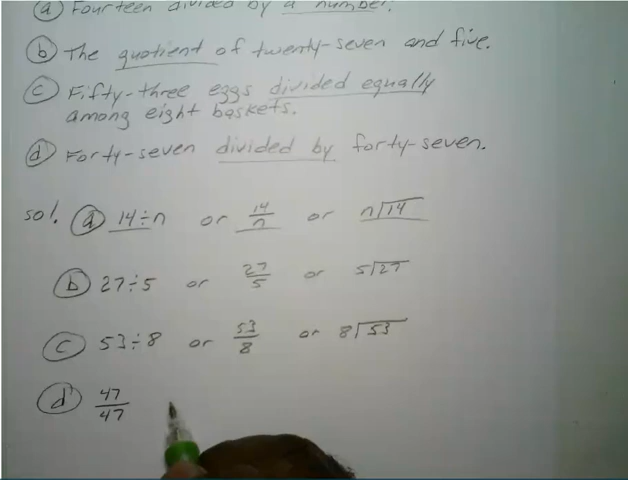 (a) Fourteen divided by a number.
(b) The quotient of twenty-seven and five.
(c) Fifty-three eggs divided equally
among eight baskets.
(d) Forty-seven divided by forty-seven.
sol. (a) 14÷n or 14/n or n⟌14
(b) 27÷5 or 27/5 or 5⟌27
(c) 53÷8 or 53/8 or 8⟌53
(d) 47/47